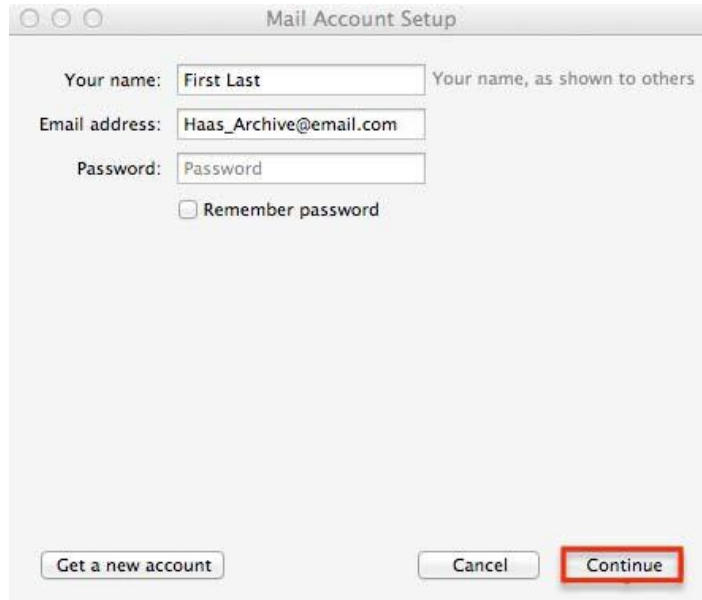 Mail Account Setup
Your name: First Last Your name, as shown to others
Email address: Haas_Archive@email.com
Password: Password
Remember password
Get a new account Cancel Continue